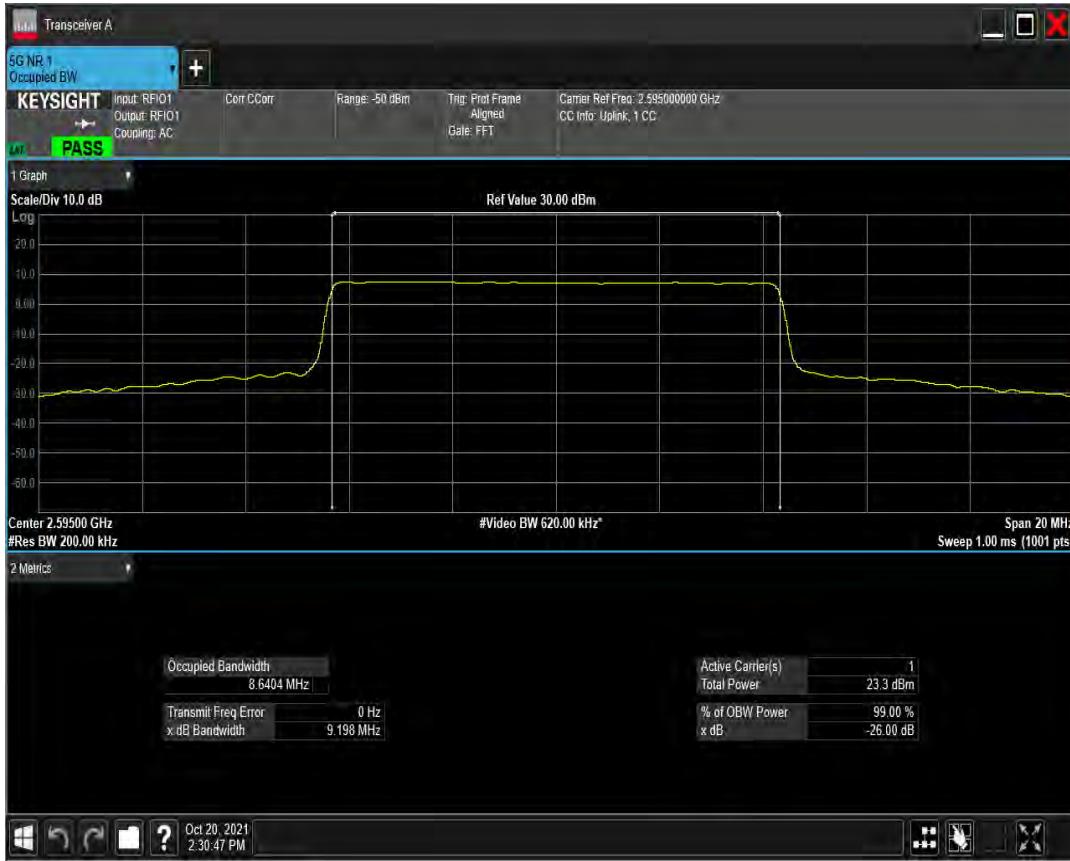 Transceiver A
5G NR 1
Occupied BW
+
KEYSIGHT
PASS
Input: RFIO1
Output: RFIO1
Coupling: AC
Corr CCorr
Range: -50 dBm
Trig: Prot Frame
Aligned
Gate: FFT
Carrier Ref Freq: 2.595000000 GHz
CC Info: Uplink, 1 CC
1 Graph
Scale/Div 10.0 dB
Ref Value 30.00 dBm
Log
20.0
10.0
0.00
-10.0
-20.0
-30.0
-40.0
-50.0
-60.0
Center 2.59500 GHz
#Video BW 620.00 kHz*
Span 20 MHz
#Res BW 200.00 kHz
Sweep 1.00 ms (1001 pts
2 Metrics
Occupied Bandwidth
8.6404 MHz
Transmit Freq Error 0 Hz
x dB Bandwidth 9.198 MHz
Active Carrier(s) 1
Total Power 23.3 dBm
% of OBW Power 99.00 %
x dB -26.00 dB
?
Oct 20, 2021
2:30:47 PM